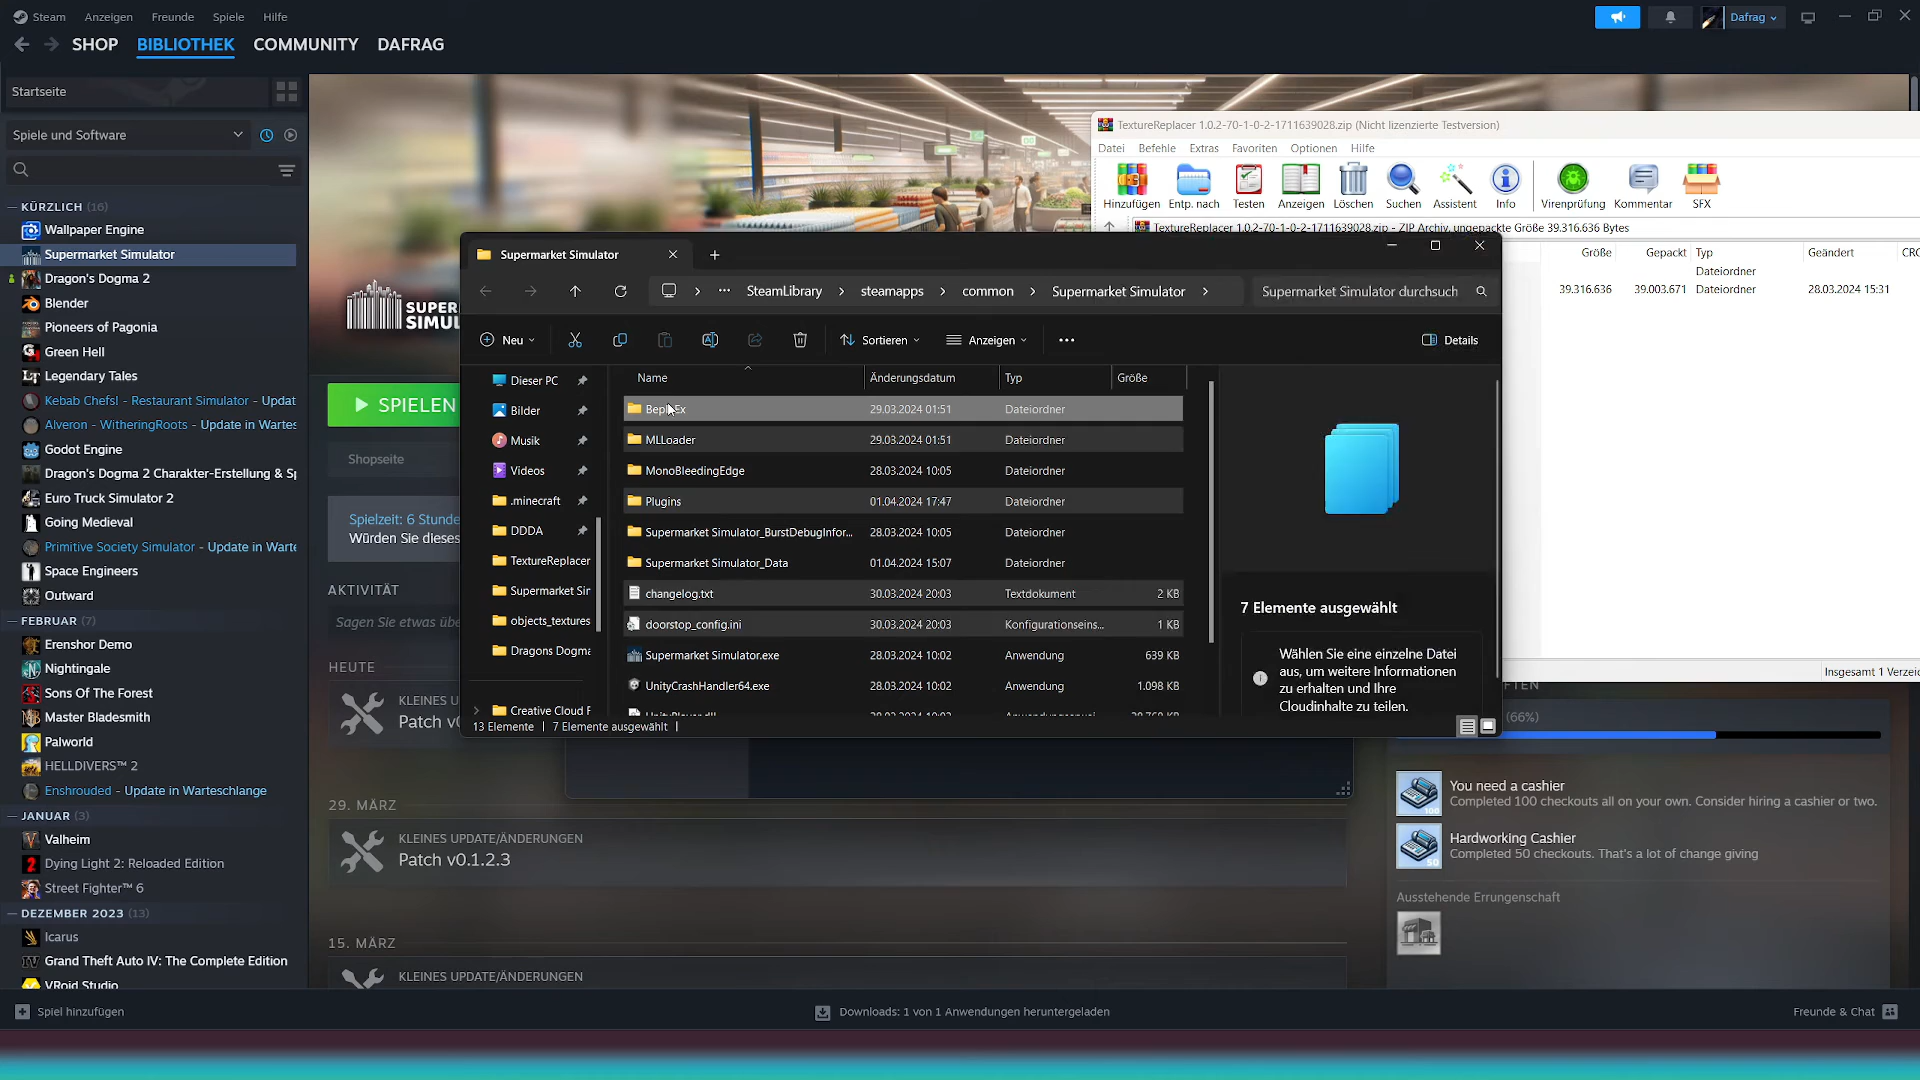 Steam
Anzeigen
Freunde
Spiele
Hilfe
Dafrag
SHOP
BIBLIOTHEK
COMMUNITY
DAFRAG
Startseite
Spiele und Software
KÜRZLICH (16)
Wallpaper Engine
Supermarket Simulator
Dragon's Dogma 2
Blender
Pioneers of Pagonia
Green Hell
Legendary Tales
Kebab Chefs! - Restaurant Simulator - Updat
Alveron - WitheringRoots - Update in Wartes
Godot Engine
Dragon's Dogma 2 Charakter-Erstellung & Sp
Euro Truck Simulator 2
Going Medieval
Primitive Society Simulator - Update in Warte
Space Engineers
Outward
FEBRUAR (7)
Erenshor Demo
Nightingale
Sons Of The Forest
Master Bladesmith
Palworld
HELLDIVERS™ 2
Enshrouded - Update in Warteschlange
JANUAR (3)
Valheim
Dying Light 2: Reloaded Edition
Street Fighter™ 6
DEZEMBER 2023 (13)
Icarus
Grand Theft Auto IV: The Complete Edition
VRoid Studio
Spiel hinzufügen
SUPER
SIMUL
SPIELEN
Shopseite
Spielzeit: 6 Stunde
Würden Sie dieses
AKTIVITÄT
Sagen Sie etwas übe
HEUTE
KLEINES
Patch v0
29. MÄRZ
KLEINES UPDATE/ÄNDERUNGEN
Patch v0.1.2.3
15. MÄRZ
KLEINES UPDATE/ÄNDERUNGEN
TextureReplacer 1.0.2-70-1-0-2-1711639028.zip (Nicht lizenzierte Testversion)
Datei
Befehle
Extras
Favoriten
Optionen
Hilfe
Hinzufügen
Entp. nach
Testen
Anzeigen
Löschen
Suchen
Assistent
Info
Virenprüfung
Kommentar
SFX
TextureReplacer 1.0.2-70-1-0-2-1711639028.zip - ZIP Archiv, ungepackte Größe 39.316.636 Bytes
Größe
Gepackt
Typ
Geändert
CRC
Dateiordner
39.316.636
39.003.671
Dateiordner
28.03.2024 15:31
Insgesamt 1 Verzei
Supermarket Simulator
SteamLibrary
steamapps
common
Supermarket Simulator
Supermarket Simulator durchsuch
Neu
Sortieren
Anzeigen
Details
Dieser PC
Bilder
Musik
Videos
.minecraft
DDDA
TextureReplacer
Supermarket Sir
objects_textures
Dragons Dogma
Creative Cloud F
Name
Änderungsdatum
Typ
Größe
29.03.2024 01:51
Dateiordner
MLLoader
29.03.2024 01:51
Dateiordner
MonoBleedingEdge
28.03.2024 10:05
Dateiordner
Plugins
01.04.2024 17:47
Dateiordner
Supermarket Simulator_BurstDebugInfor...
28.03.2024 10:05
Dateiordner
Supermarket Simulator_Data
01.04.2024 15:07
Dateiordner
changelog.txt
30.03.2024 20:03
Textdokument
2 KB
doorstop_config.ini
30.03.2024 20:03
Konfigurationseins...
1 KB
Supermarket Simulator.exe
28.03.2024 10:02
Anwendung
639 KB
UnityCrashHandler64.exe
28.03.2024 10:02
Anwendung
1.098 KB
13 Elemente
7 Elemente ausgewählt
7 Elemente ausgewählt
Wählen Sie eine einzelne Datei
aus, um weitere Informationen
zu erhalten und Ihre
Cloudinhalte zu teilen.
FTEN
(66%)
You need a cashier
Completed 100 checkouts all on your own. Consider hiring a cashier or two.
Hardworking Cashier
Completed 50 checkouts. That's a lot of change giving
Ausstehende Errungenschaft
Downloads: 1 von 1 Anwendungen heruntergeladen
Freunde & Chat